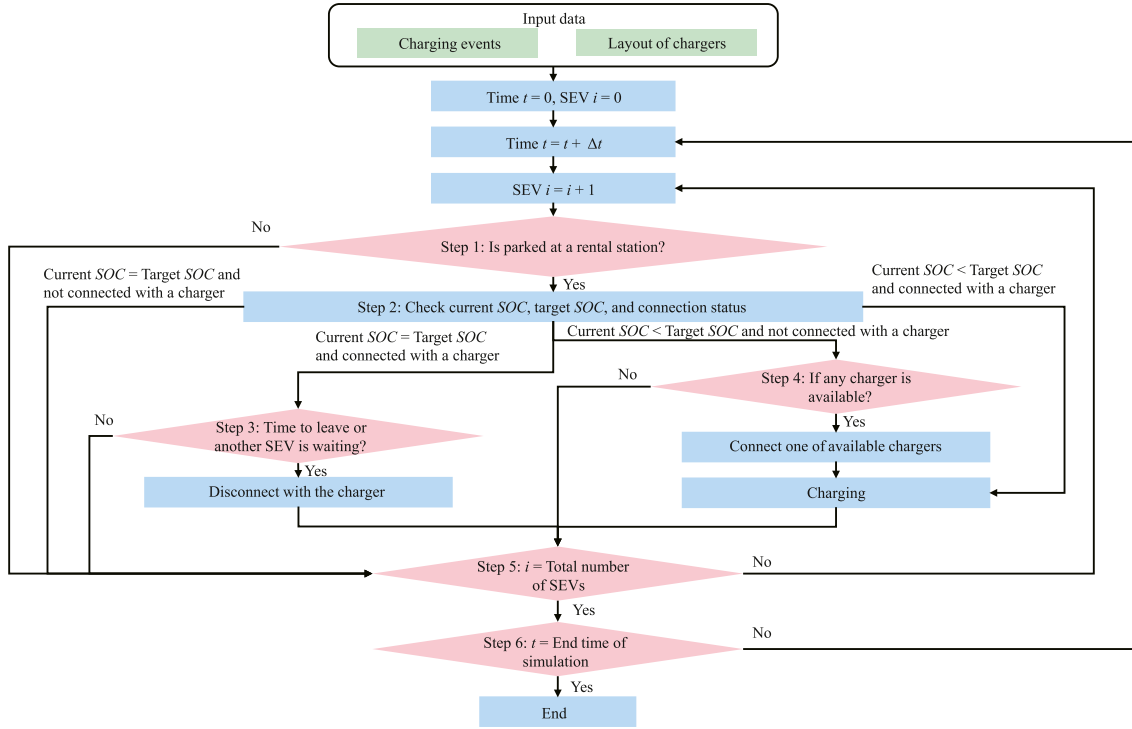 Input data
Charging events
Layout of chargers
Time t = 0, SEV i = 0
Time t = t + Δt
SEV i = i + 1
No
Step 1: Is parked at a rental station?
Yes
Current SOC = Target SOC and
not connected with a charger
Current SOC < Target SOC
and connected with a charger
Step 2: Check current SOC, target SOC, and connection status
Current SOC = Target SOC
and connected with a charger
Current SOC < Target SOC and not connected with a charger
No
Step 4: If any charger is
available?
Yes
No
Step 3: Time to leave or
another SEV is waiting?
Yes
Connect one of available chargers
Disconnect with the charger
Charging
Step 5: i = Total number
of SEVs
No
Yes
Step 6: t = End time of
simulation
No
Yes
End